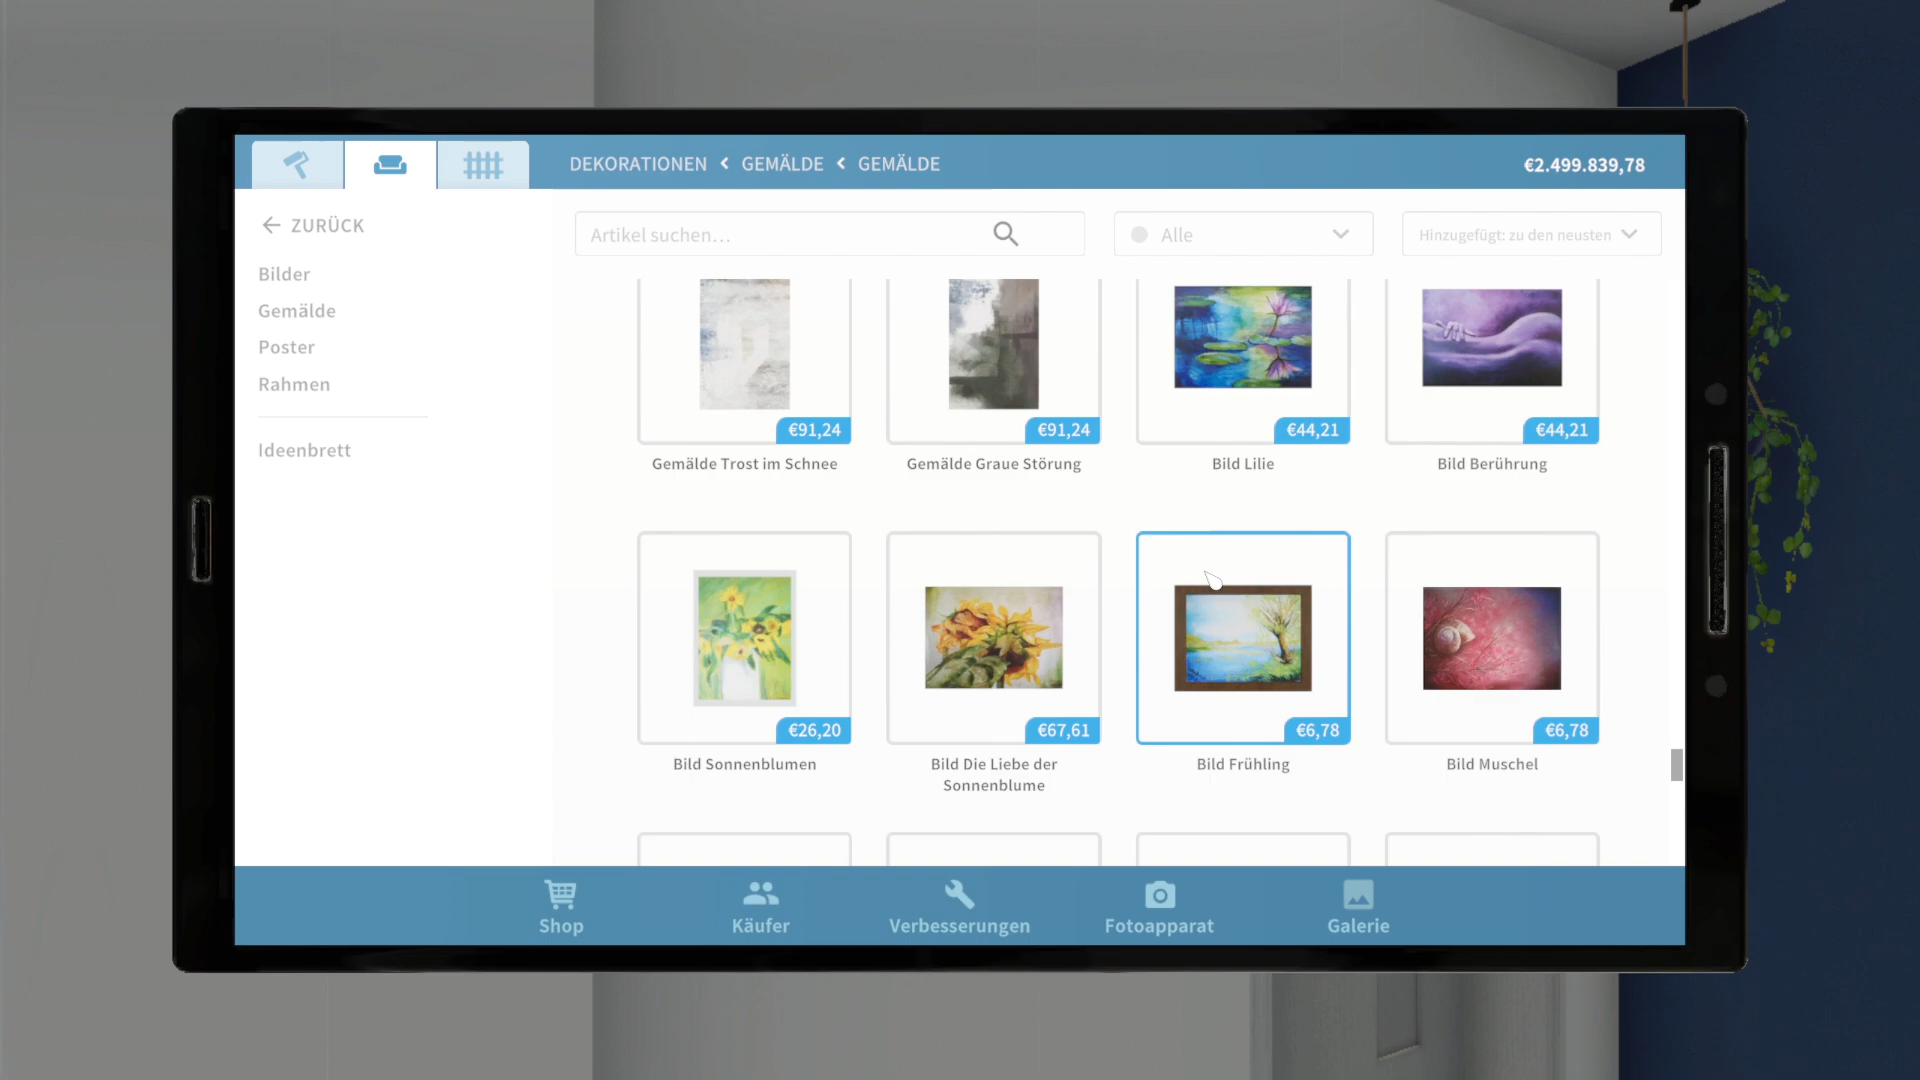 DEKORATIONEN < GEMÄLDE < GEMÄLDE
€2.499.839,78
ZURÜCK
Bilder
Gemälde
Poster
Rahmen
Ideenbrett
Artikel suchen...
Alle
Hinzugefügt: zu den neusten
€91,24
€91,24
€44,21
€44,21
Gemälde Trost im Schnee
Gemälde Graue Störung
Bild Lilie
Bild Berührung
€26,20
€67,61
€6,78
€6,78
Bild Sonnenblumen
Bild Die Liebe der
Sonnenblume
Bild Frühling
Bild Muschel
Shop
Käufer
Verbesserungen
Fotoapparat
Galerie